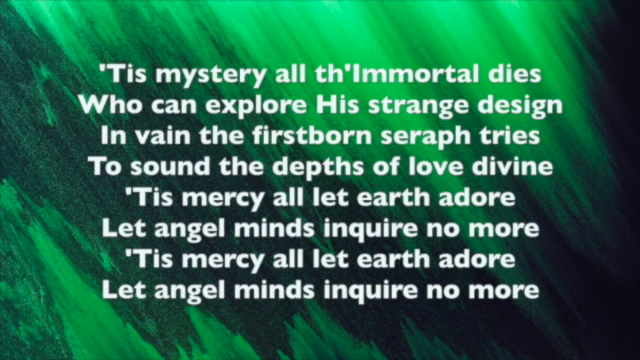 'Tis mystery all th'Immortal dies
Who can explore His strange design
In vain the firstborn seraph tries
To sound the depths of love divine
'Tis mercy all let earth adore
Let angel minds inquire no more
'Tis mercy all let earth adore
Let angel minds inquire no more